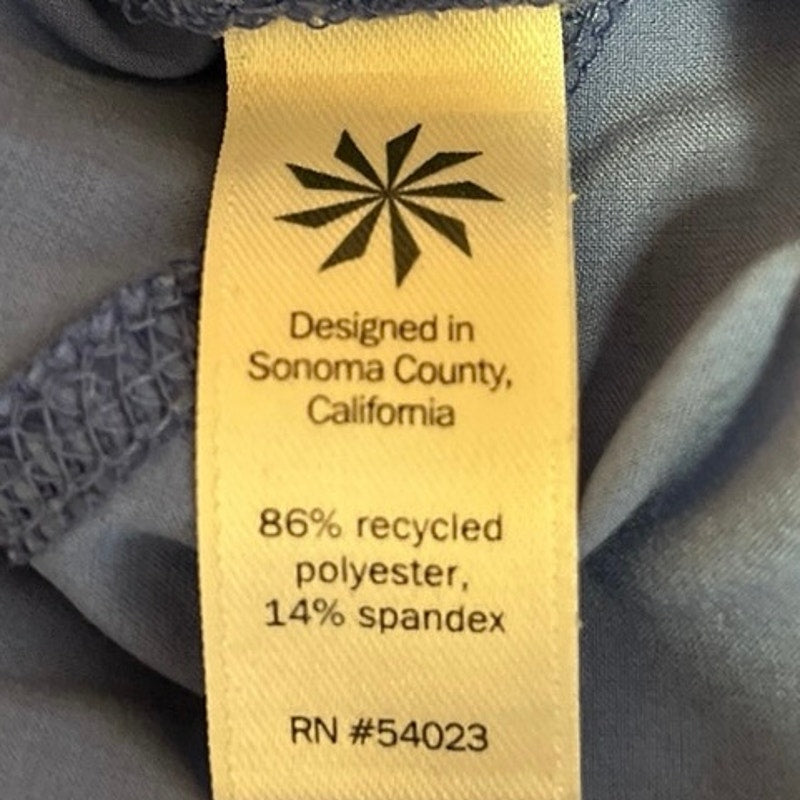 Designed in
Sonoma County,
California
86% recycled
polyester,
14% spandex
RN #54023